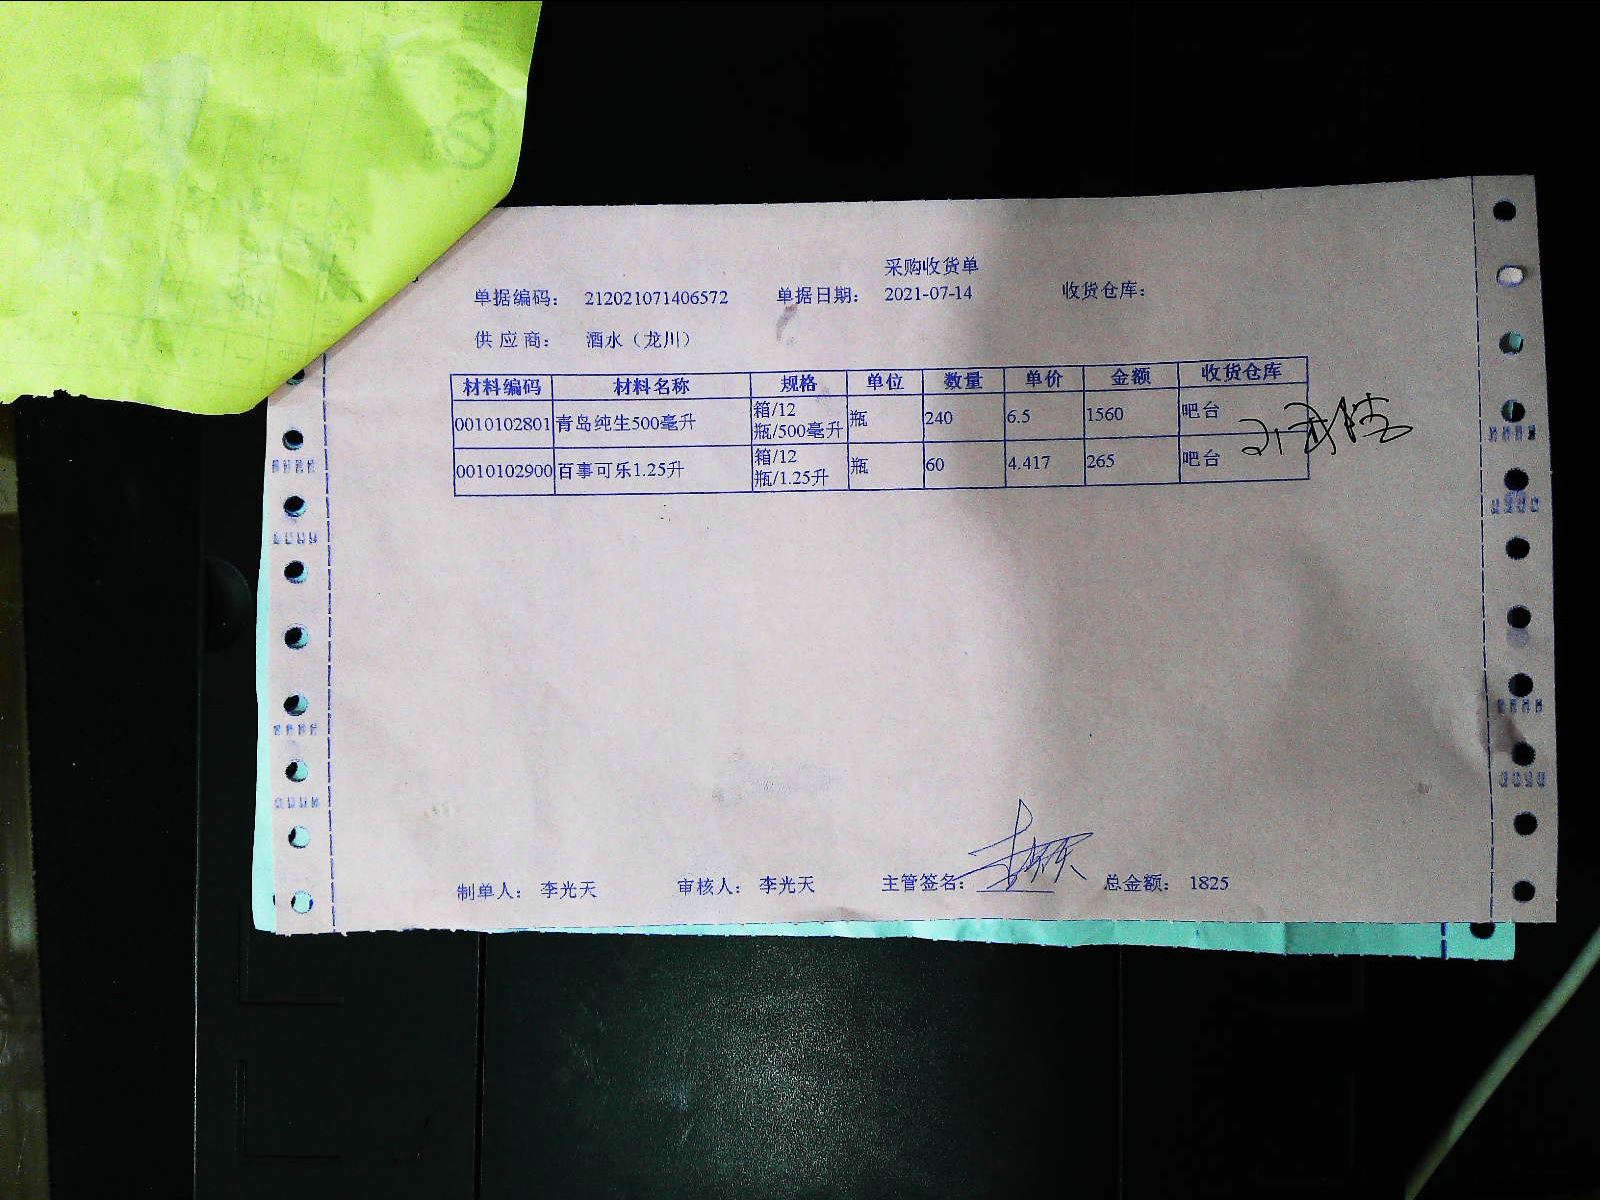 采购收货单
单据编码： 212021071406572 单据日期： 2021-07-14 收货仓库：
供 应 商： 酒水（龙川）
材料编码 材料名称 规格 单位 数量 单价 金额 收货仓库
0010102801 青岛纯生500毫升 箱/12瓶/500毫升 瓶 240 6.5 1560 吧台
0010102900 百事可乐1.25升 箱/12瓶/1.25升 瓶 60 4.417 265 吧台
制单人： 李光天 审核人： 李光天 主管签名： 总金额： 1825